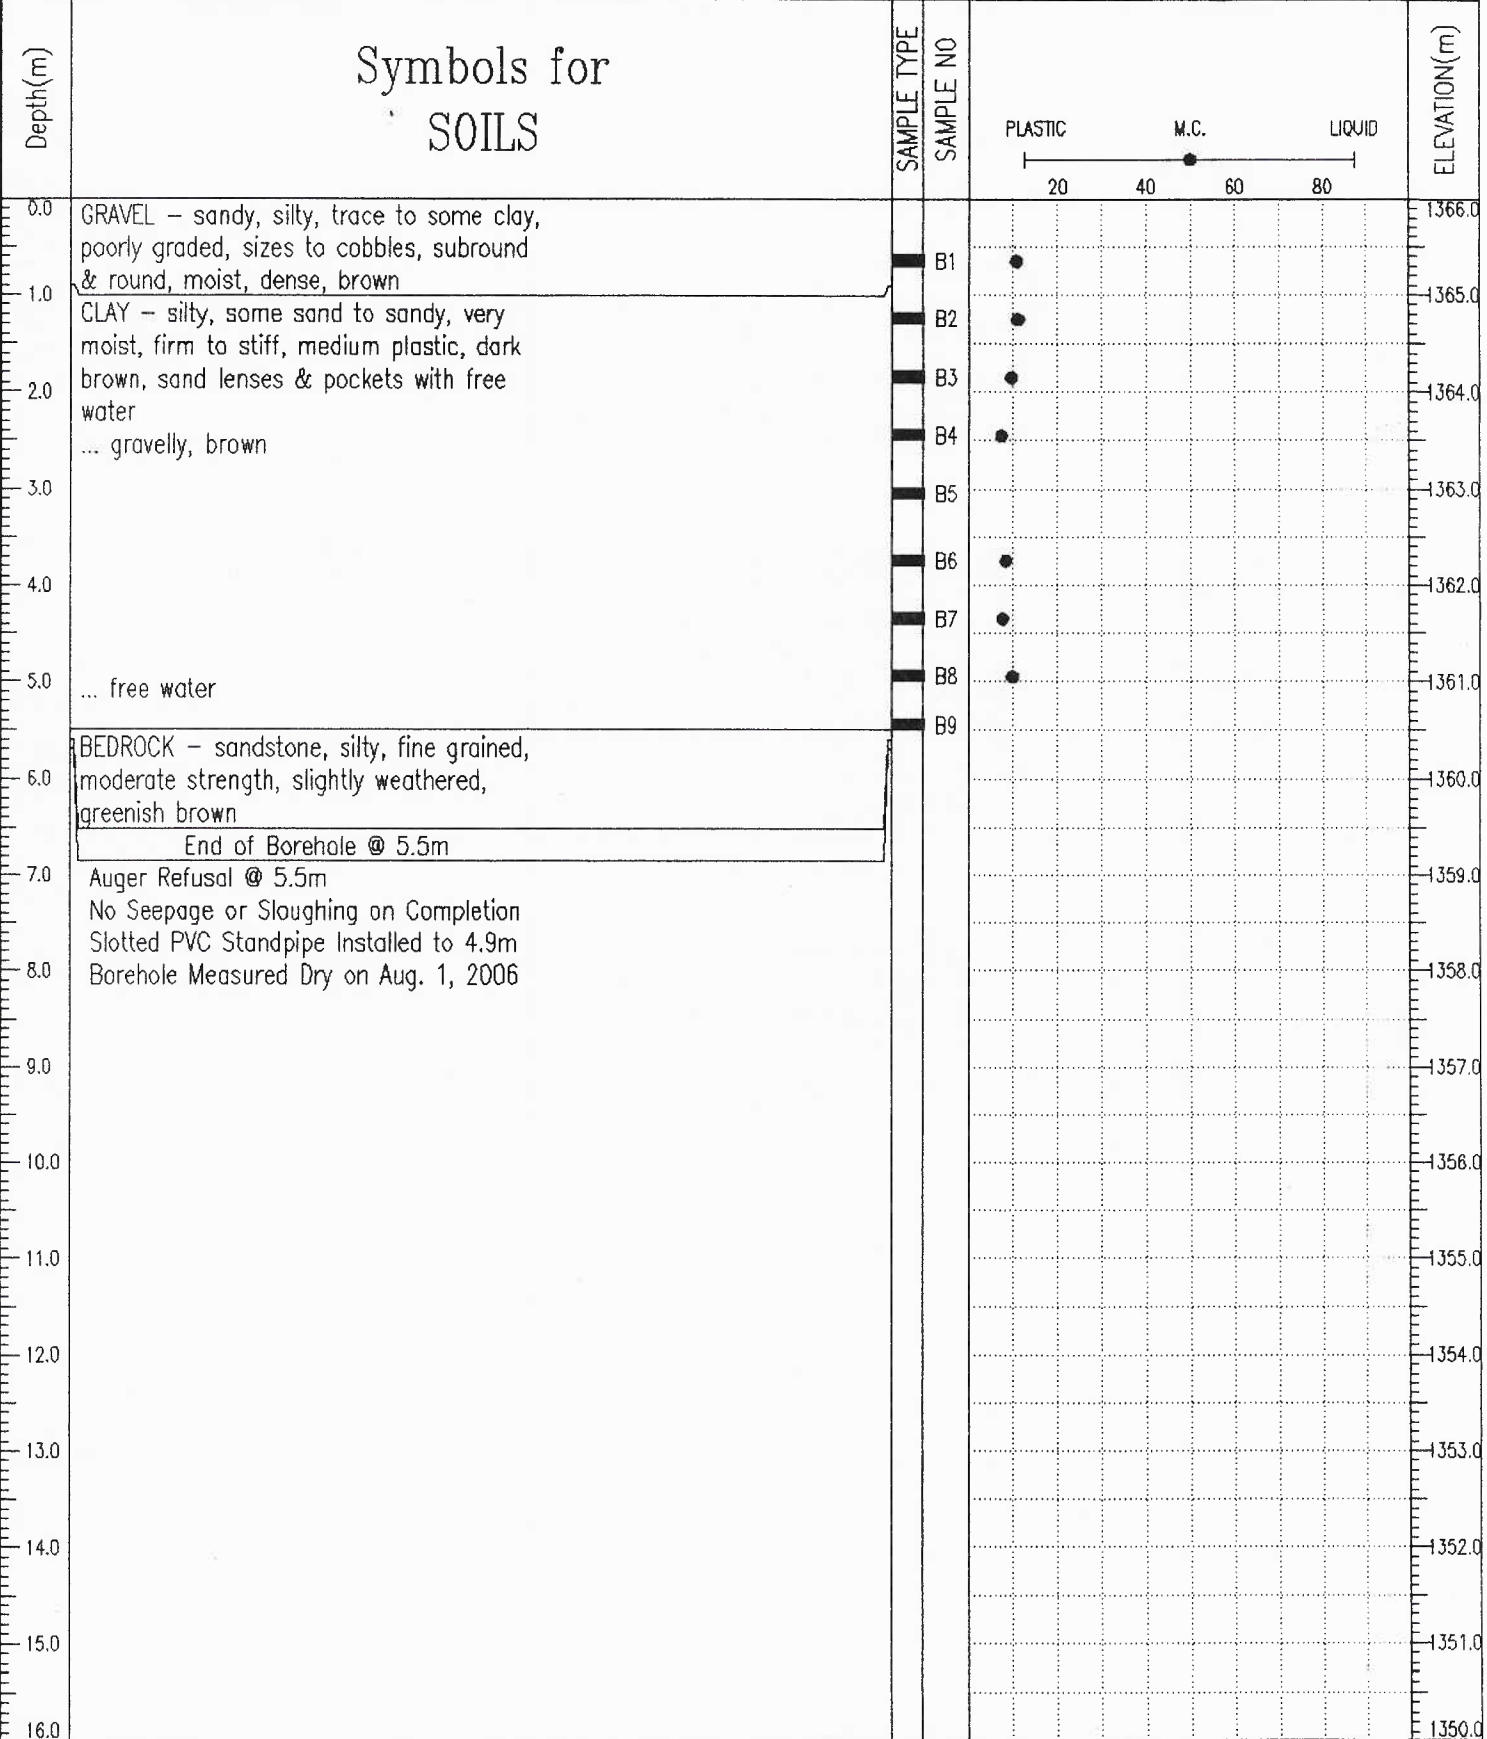 Depth(m)
Symbols for
SOILS
SAMPLE TYPE
SAMPLE NO
PLASTIC M.C. LIQUID
20 40 60 80
ELEVATION(m)
0.0
GRAVEL – sandy, silty, trace to some clay,
poorly graded, sizes to cobbles, subround
& round, moist, dense, brown
B1
1366.0
1.0
CLAY – silty, some sand to sandy, very
moist, firm to stiff, medium plastic, dark
brown, sand lenses & pockets with free
water
... gravelly, brown
B2
1365.0
B3
2.0
1364.0
B4
3.0
B5
1363.0
B6
4.0
1362.0
B7
5.0
... free water
B8
1361.0
B9
BEDROCK – sandstone, silty, fine grained,
moderate strength, slightly weathered,
greenish brown
6.0
1360.0
End of Borehole @ 5.5m
7.0
Auger Refusal @ 5.5m
No Seepage or Sloughing on Completion
Slotted PVC Standpipe Installed to 4.9m
Borehole Measured Dry on Aug. 1, 2006
1359.0
8.0
1358.0
9.0
1357.0
10.0
1356.0
11.0
1355.0
12.0
1354.0
13.0
1353.0
14.0
1352.0
15.0
1351.0
16.0
1350.0